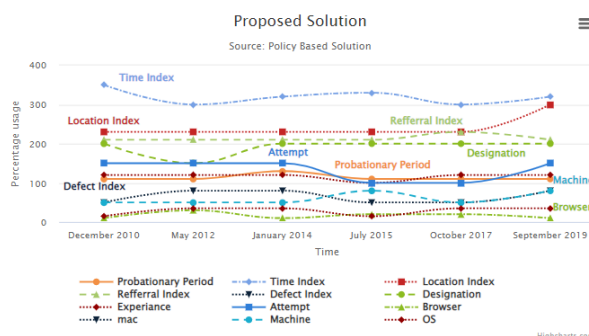 Proposed Solution
Source: Policy Based Solution
Percentage usage
400
300
200
100
0
Time Index
Location Index
Refferral Index
Attempt
Designation
Probationary Period
Defect Index
Machine
Browser
December 2010 May 2012 January 2014 July 2015 October 2017 September 2019
Time
Probationary Period Time Index Location Index
Refferral Index Defect Index Designation
Experiance Attempt Browser
mac Machine OS